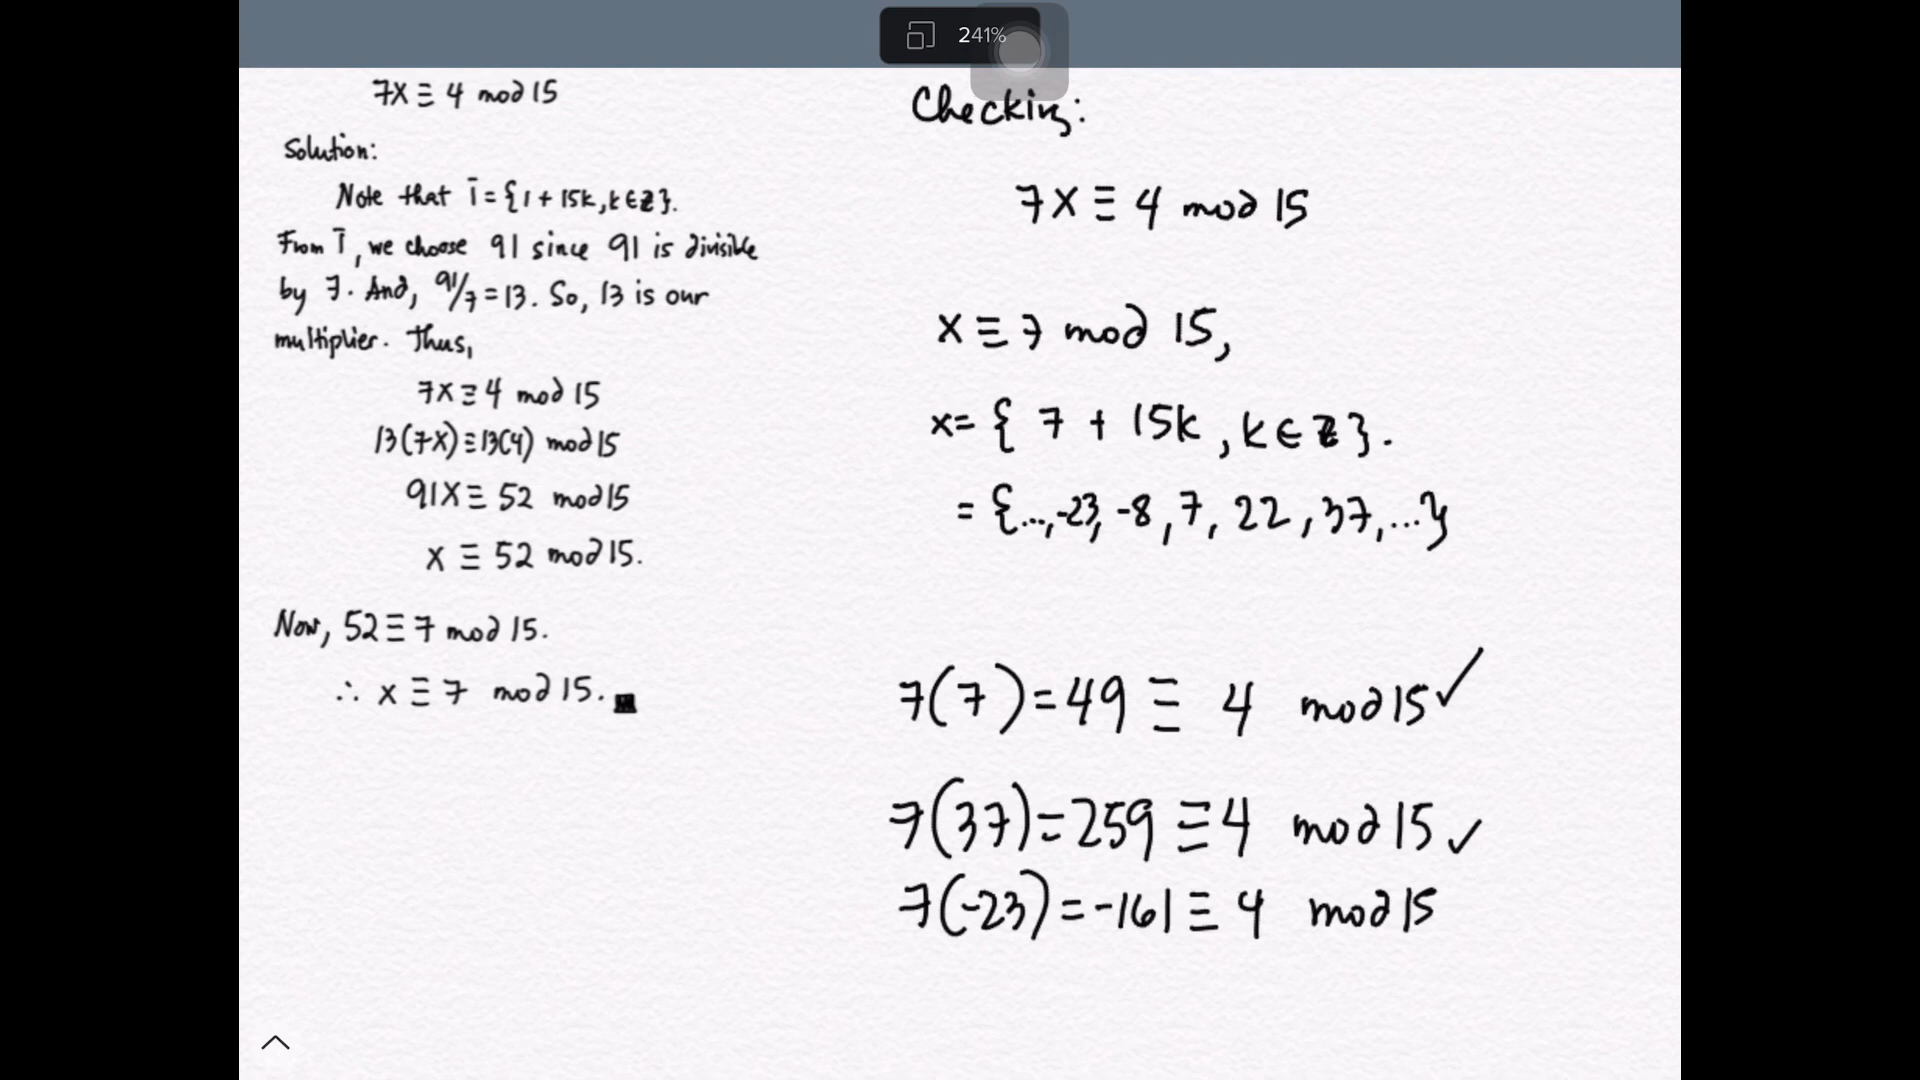 241%
7x ≡ 4 mod 15
Solution:
Note that 1̄ = {1 + 15k, k∈ℤ}.
From 1̄, we choose 91 since 91 is divisible
by 7. And, 91/7 = 13. So, 13 is our
multiplier. Thus,
7x ≡ 4 mod 15
13(7x) ≡ 13(4) mod 15
91x ≡ 52 mod 15
x ≡ 52 mod 15.
Now, 52 ≡ 7 mod 15.
∴ x ≡ 7 mod 15. ■
Checking:
7x ≡ 4 mod 15
x ≡ 7 mod 15,
x = { 7 + 15k, k∈ℤ}.
= {..., -23, -8, 7, 22, 37, ...}
7(7) = 49 ≡ 4 mod 15 ✓
7(37) = 259 ≡ 4 mod 15 ✓
7(-23) = -161 ≡ 4 mod 15